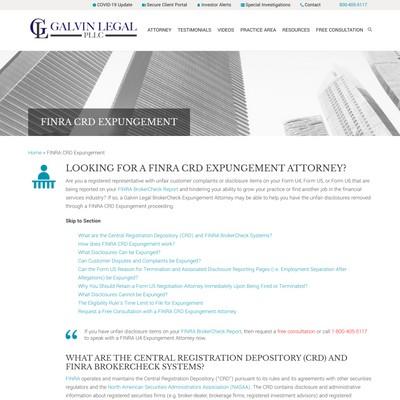 COVID-19 Update Secure Client Portal Investor Alerts Special Investigations Contact 800-405-5117
GALVIN LEGAL
PLLC
ATTORNEY TESTIMONIALS VIDEOS PRACTICE AREA RESOURCES FREE CONSULTATION
FINRA CRD EXPUNGEMENT
Home » FINRA CRD Expungement
LOOKING FOR A FINRA CRD EXPUNGEMENT ATTORNEY?
Are you a registered representative with unfair customer complaints or disclosure items on your Form U4, Form U5, or Form U6 that are
being reported on your FINRA BrokerCheck Report and hindering your ability to grow your practice or find another job in the financial
services industry? If so, a Galvin Legal BrokerCheck Expungement Attorney may be able to help you have the unfair disclosures removed
through a FINRA CRD Expungement proceeding.
Skip to Section
What are the Central Registration Depository (CRD) and FINRA BrokerCheck Systems?
How does FINRA CRD Expungement work?
What Disclosures Can be Expunged?
Can Customer Disputes and Complaints be Expunged?
Can the Form U5 Reason for Termination and Associated Disclosure Reporting Pages (i.e. Employment Separation After
Allegations) be Expunged?
Why You Should Retain a Form U5 Negotiation Attorney Immediately Upon Being Fired or Terminated?
What Disclosures Cannot be Expunged?
The Eligibility Rule's Time Limit to File for Expungement
Request a Free Consultation with a FINRA CRD Expungement Attorney
If you have unfair disclosure items on your FINRA BrokerCheck Report, then request a free consultation or call 1-800-405-5117
to speak with a FINRA U4 Expungement Attorney now.
WHAT ARE THE CENTRAL REGISTRATION DEPOSITORY (CRD) AND
FINRA BROKERCHECK SYSTEMS?
FINRA operates and maintains the Central Registration Depository ("CRD") pursuant to its rules and its agreements with other securities
regulators and the North American Securities Administrators Association (NASAA). The CRD contains disclosure and administrative
information about registered securities firms (e.g. broker-dealer, brokerage firms, registered investment advisors) and registered